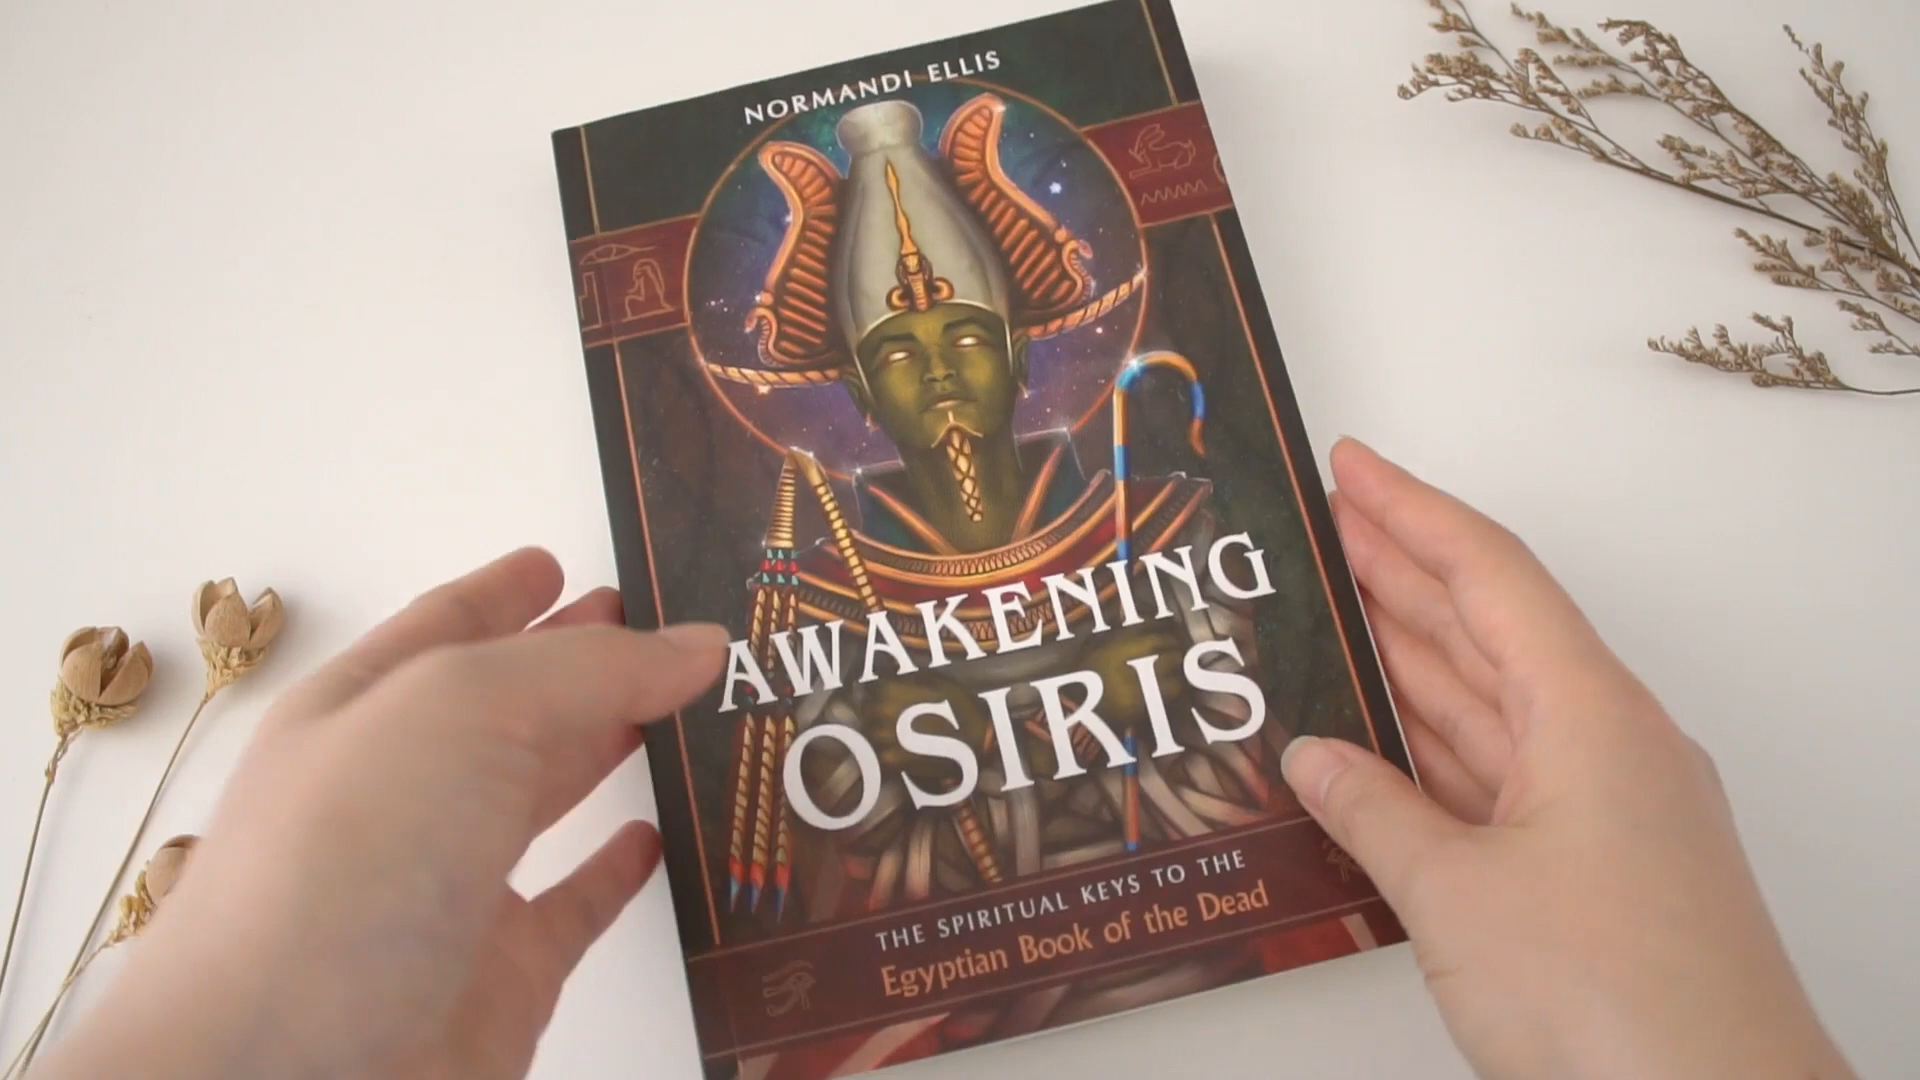 NORMANDI ELLIS
AWAKENING
OSIRIS
THE SPIRITUAL KEYS TO THE
Egyptian Book of the Dead